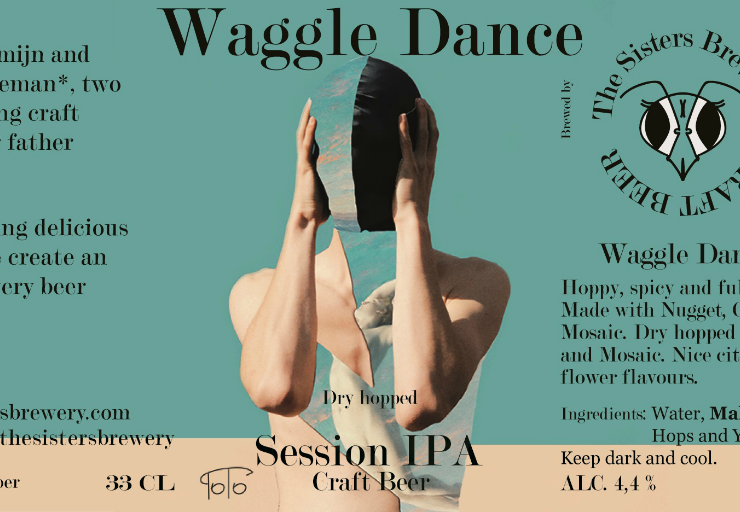 Waggle Dance
mijn and
eman*, two
ng craft
father
ng delicious
create an
ery beer
sbrewery.com
thesistersbrewery
33 CL
ToTo
Dry hopped
Session IPA
Craft Beer
Brewed by
The Sisters Brew
CRAFT BEER
Waggle Dan
Hoppy, spicy and ful
Made with Nugget, C
Mosaic. Dry hopped
and Mosaic. Nice cit
flower flavours.
Ingredients: Water, Mal
Hops and Y
Keep dark and cool.
ALC. 4,4 %